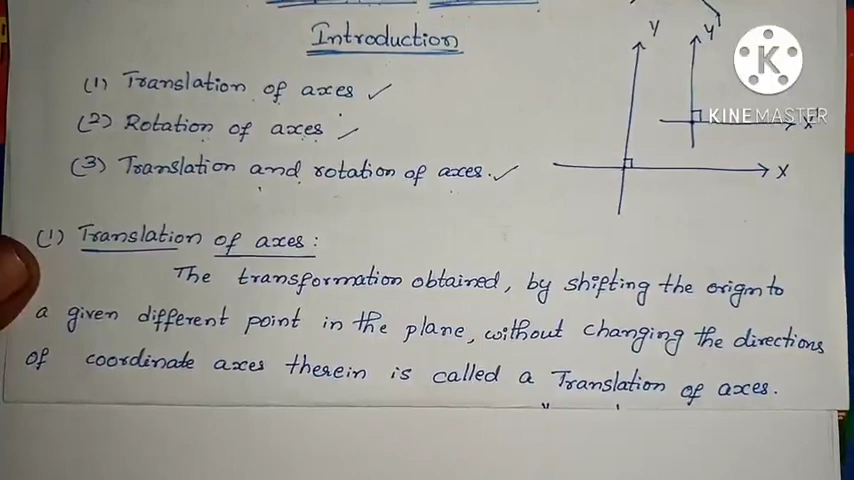 Introduction
(1) Translation of axes ✓
(2) Rotation of axes ✓
(3) Translation and rotation of axes. ✓
Y
Y'
X'
X
K
KINEMASTER
(1) Translation of axes :
The transformation obtained, by shifting the origin to
a given different point in the plane, without changing the directions
of coordinate axes therein is called a Translation of axes.